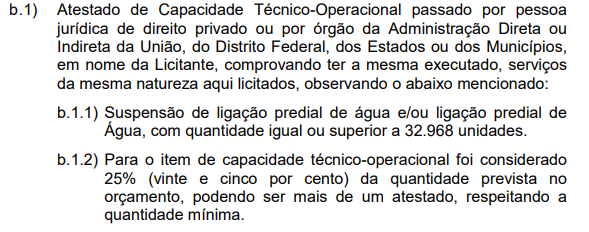 b.1) Atestado de Capacidade Técnico-Operacional passado por pessoa
jurídica de direito privado ou por órgão da Administração Direta ou
Indireta da União, do Distrito Federal, dos Estados ou dos Municípios,
em nome da Licitante, comprovando ter a mesma executado, serviços
da mesma natureza aqui licitados, observando o abaixo mencionado:
b.1.1) Suspensão de ligação predial de água e/ou ligação predial de
Água, com quantidade igual ou superior a 32.968 unidades.
b.1.2) Para o item de capacidade técnico-operacional foi considerado
25% (vinte e cinco por cento) da quantidade prevista no
orçamento, podendo ser mais de um atestado, respeitando a
quantidade mínima.